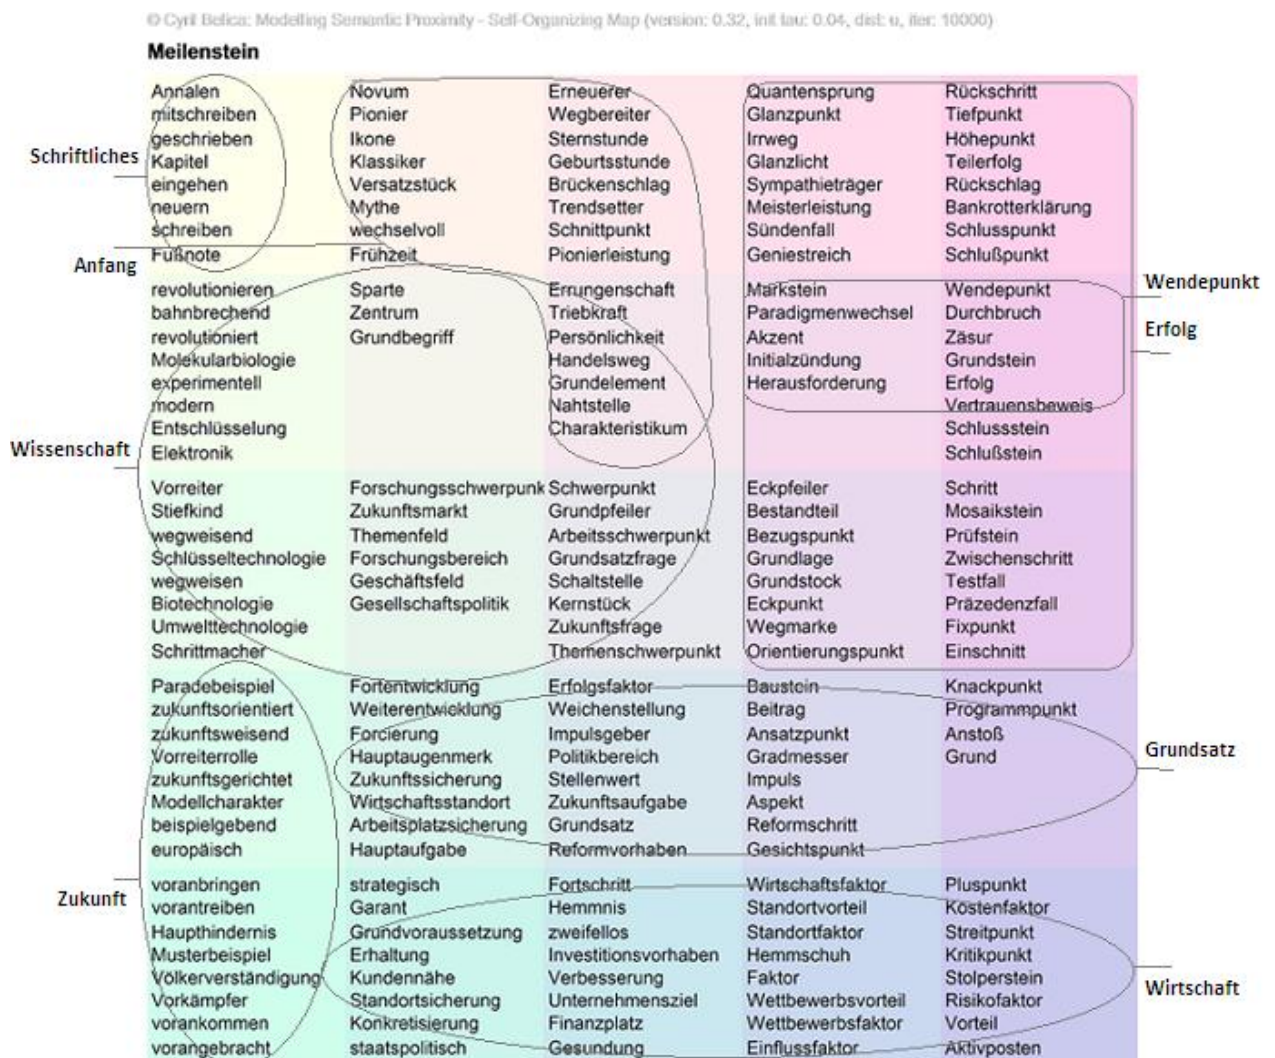 © Cyril Belica: Modelling Semantic Proximity - Self-Organizing Map (version: 0.32, init tau: 0.04, dist: u, iter: 10000)
Meilenstein
Annalen Novum Erneuerer Quantensprung Rückschritt
mitschreiben Pionier Wegbereiter Glanzpunkt Tiefpunkt
geschrieben Ikone Sternstunde Irrweg Höhepunkt
Schriftliches Kapitel Klassiker Geburtsstunde Glanzlicht Teilerfolg
eingehen Versatzstück Brückenschlag Sympathieträger Rückschlag
neuern Mythe Trendsetter Meisterleistung Bankrotterklärung
schreiben wechselvoll Schnittpunkt Sündenfall Schlusspunkt
Anfang Fußnote Frühzeit Pionierleistung Geniestreich Schlußpunkt
revolutionieren Sparte Errungenschaft Markstein Wendepunkt Wendepunkt
bahnbrechend Zentrum Triebkraft Paradigmenwechsel Durchbruch
revolutioniert Grundbegriff Persönlichkeit Akzent Zäsur Erfolg
Molekularbiologie Handelsweg Initialzündung Grundstein
experimentell Grundelement Herausforderung Erfolg
modern Nahtstelle Vertrauensbeweis
Entschlüsselung Charakteristikum Schlussstein
Wissenschaft Elektronik Schlußstein
Vorreiter Forschungsschwerpunk Schwerpunkt Eckpfeiler Schritt
Stiefkind Zukunftsmarkt Grundpfeiler Bestandteil Mosaikstein
wegweisend Themenfeld Arbeitsschwerpunkt Bezugspunkt Prüfstein
Schlüsseltechnologie Forschungsbereich Grundsatzfrage Grundlage Zwischenschritt
wegweisen Geschäftsfeld Schaltstelle Grundstock Testfall
Biotechnologie Gesellschaftspolitik Kernstück Eckpunkt Präzedenzfall
Umwelttechnologie Zukunftsfrage Wegmarke Fixpunkt
Schrittmacher Themenschwerpunkt Orientierungspunkt Einschnitt
Paradebeispiel Fortentwicklung Erfolgsfaktor Baustein Knackpunkt
zukunftsorientiert Weiterentwicklung Weichenstellung Beitrag Programmpunkt
zukunftsweisend Forcierung Impulsgeber Ansatzpunkt Anstoß
Vorreiterrolle Hauptaugenmerk Politikbereich Gradmesser Grund Grundsatz
zukunftsgerichtet Zukunftssicherung Stellenwert Impuls
Modellcharakter Wirtschaftsstandort Zukunftsaufgabe Aspekt
beispielgebend Arbeitsplatzsicherung Grundsatz Reformschritt
europäisch Hauptaufgabe Reformvorhaben Gesichtspunkt
voranbringen strategisch Fortschritt Wirtschaftsfaktor Pluspunkt
Zukunft vorantreiben Garant Hemmnis Standortvorteil Kostenfaktor
Haupthindernis Grundvoraussetzung zweifellos Standortfaktor Streitpunkt
Musterbeispiel Erhaltung Investitionsvorhaben Hemmschuh Kritikpunkt
Völkerverständigung Kundennähe Verbesserung Faktor Stolperstein Wirtschaft
Vorkämpfer Standortsicherung Unternehmensziel Wettbewerbsvorteil Risikofaktor
vorankommen Konkretisierung Finanzplatz Wettbewerbsfaktor Vorteil
vorangebracht staatspolitisch Gesundung Einflussfaktor Aktivposten